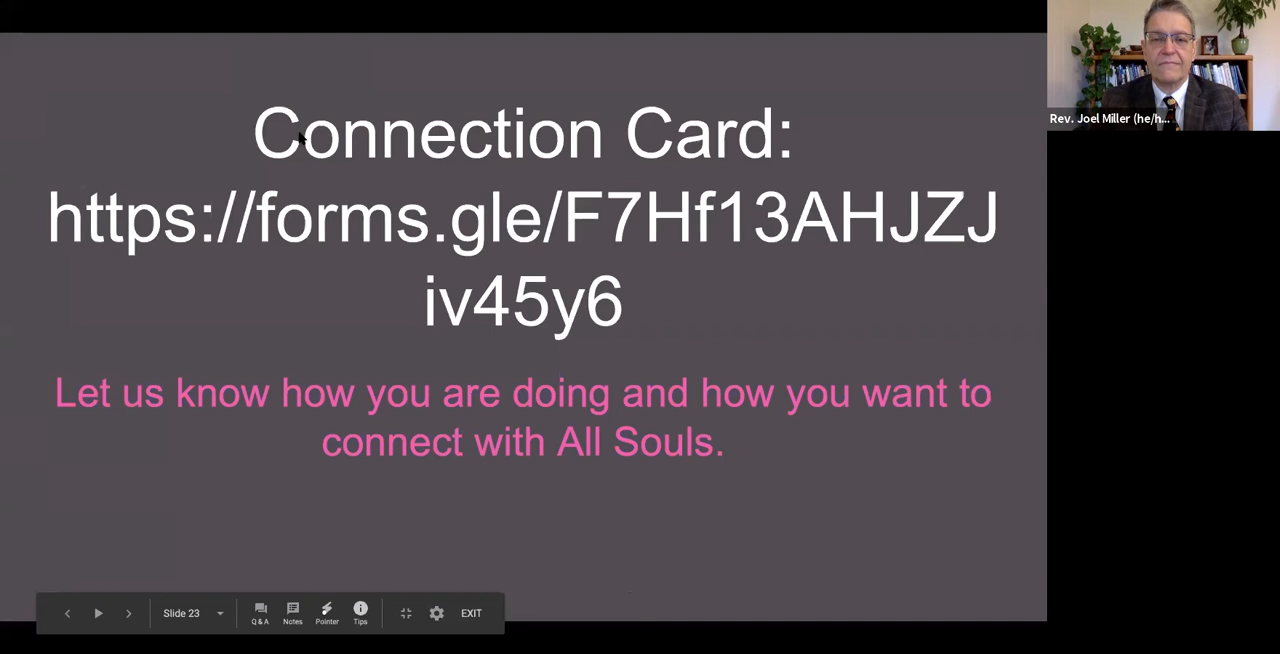 Connection Card:
https://forms.gle/F7Hf13AHJZJ
iv45y6
Let us know how you are doing and how you want to
connect with All Souls.
Rev. Joel Miller (he/h...
Slide 23
Q & A
Notes
Pointer
Tips
EXIT